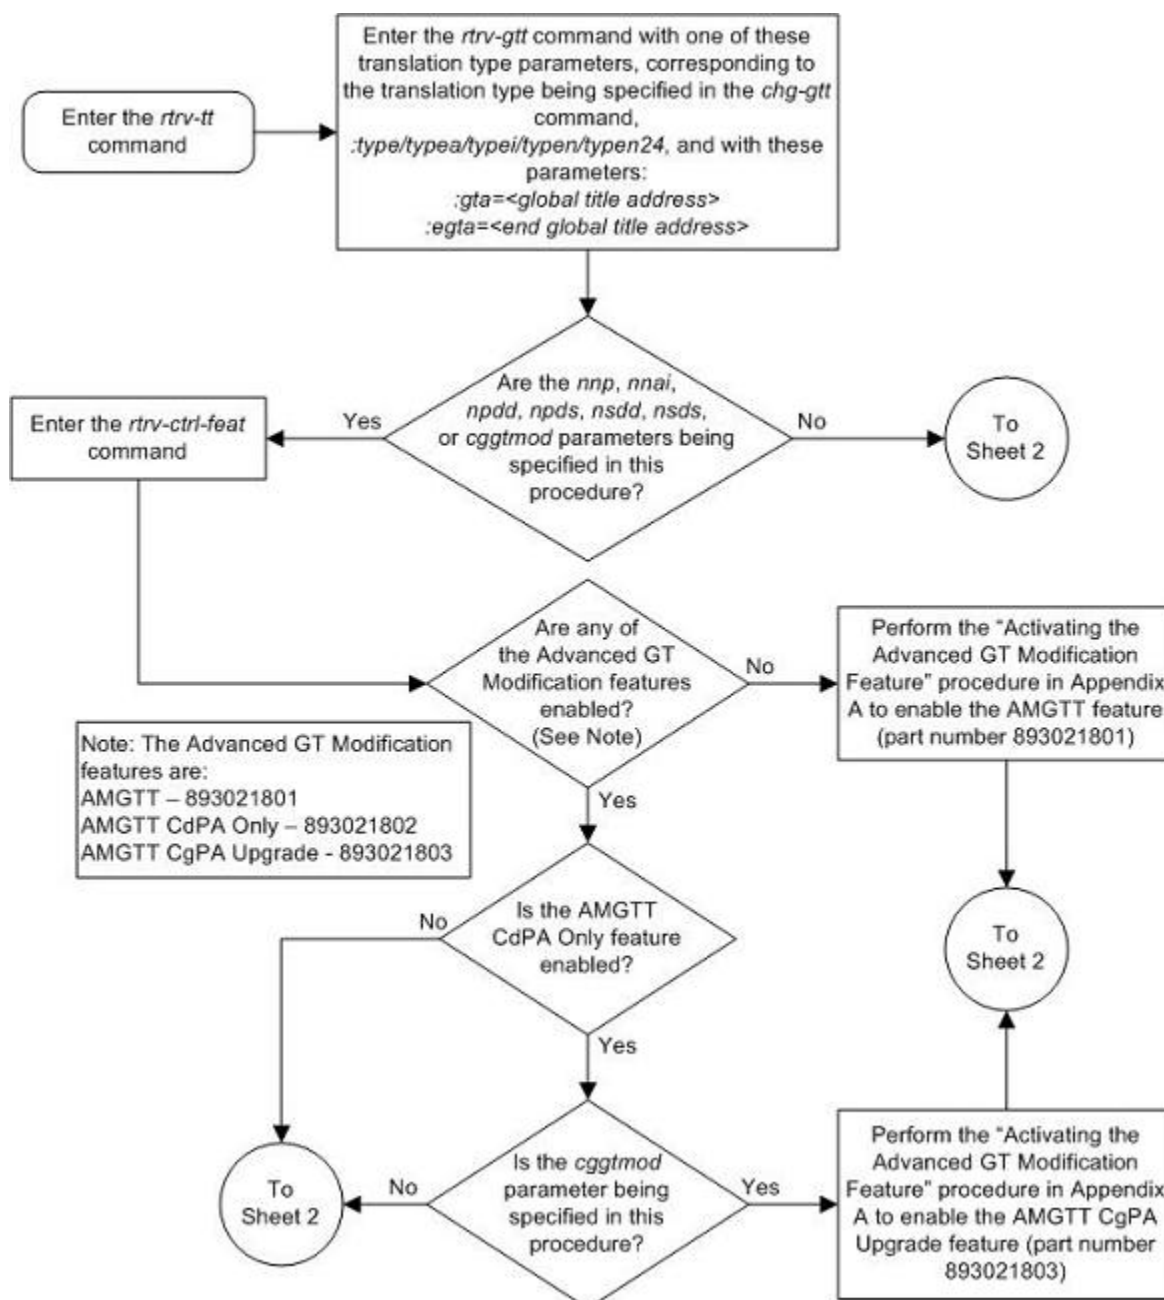 Enter the rtrv-tt
command
Enter the rtrv-gtt command with one of these
translation type parameters, corresponding to
the translation type being specified in the chg-gtt
command,
:type/typea/typei/typen/typen24, and with these
parameters:
:gta=<global title address>
:egta=<end global title address>
Are the nnp, nnai,
npdd, npds, nsdd, nsds,
or cggtmod parameters being
specified in this
procedure?
Yes
No
Enter the rtrv-ctrl-feat
command
To
Sheet 2
Are any of
the Advanced GT
Modification features
enabled?
(See Note)
No
Yes
Perform the “Activating the
Advanced GT Modification
Feature” procedure in Appendix
A to enable the AMGTT feature
(part number 893021801)
Note: The Advanced GT Modification
features are:
AMGTT – 893021801
AMGTT CdPA Only – 893021802
AMGTT CgPA Upgrade - 893021803
Is the AMGTT
CdPA Only feature
enabled?
No
Yes
To
Sheet 2
Is the cggtmod
parameter being
specified in this
procedure?
No
Yes
To
Sheet 2
Perform the “Activating the
Advanced GT Modification
Feature” procedure in Appendix
A to enable the AMGTT CgPA
Upgrade feature (part number
893021803)